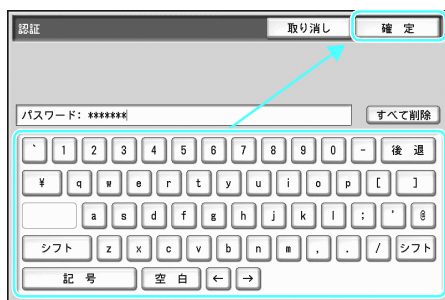 認証 取り消し 確 定
パスワード: ******* すべて削除
` 1 2 3 4 5 6 7 8 9 0 - 後 退
¥ q w e r t y u i o p [ ]
a s d f g h j k l ; ' @
シフト z x c v b n m , . / シフト
記 号 空 白 ← →